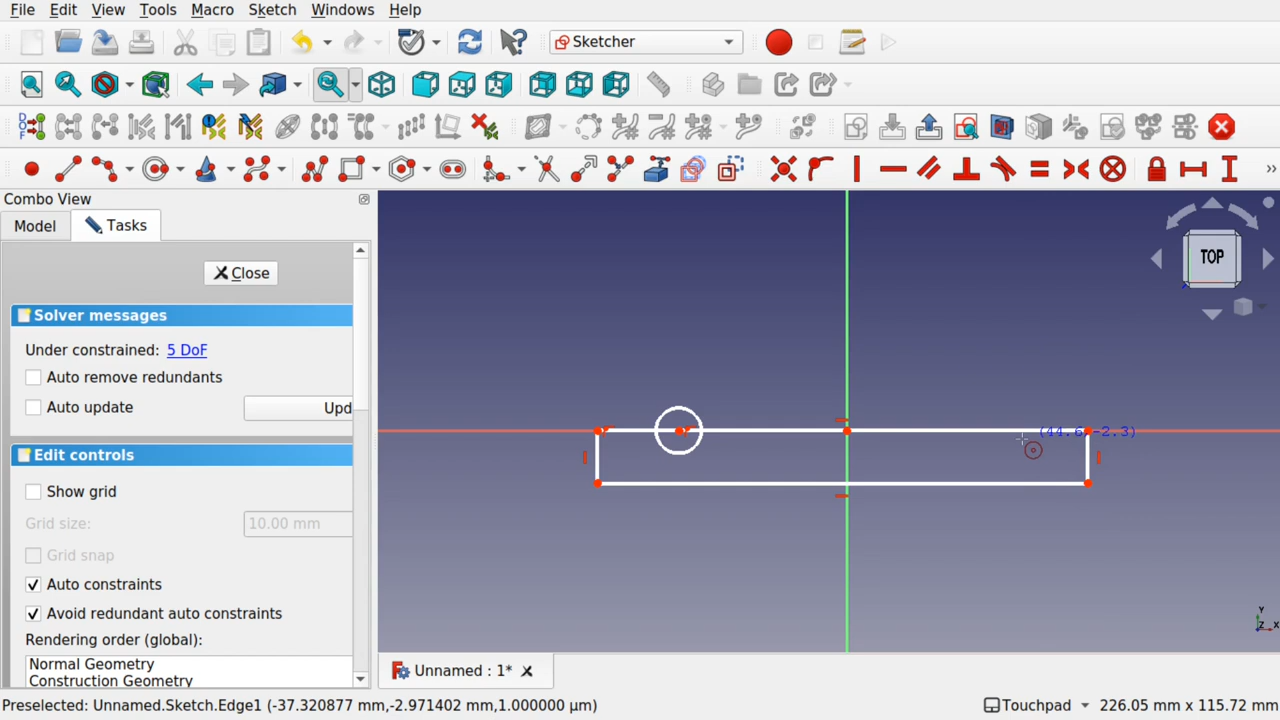 File Edit View Tools Macro Sketch Windows Help
Sketcher
Combo View
Model Tasks
Close
Solver messages
Under constrained: 5 DoF
Auto remove redundants
Auto update Upd
Edit controls
Show grid
Grid size: 10.00 mm
Grid snap
Auto constraints
Avoid redundant auto constraints
Rendering order (global):
Normal Geometry
Construction Geometry
TOP
Y
Z X
Unnamed : 1*
Preselected: Unnamed.Sketch.Edge1 (-37.320877 mm,-2.971402 mm,1.000000 µm) Touchpad 226.05 mm x 115.72 mm